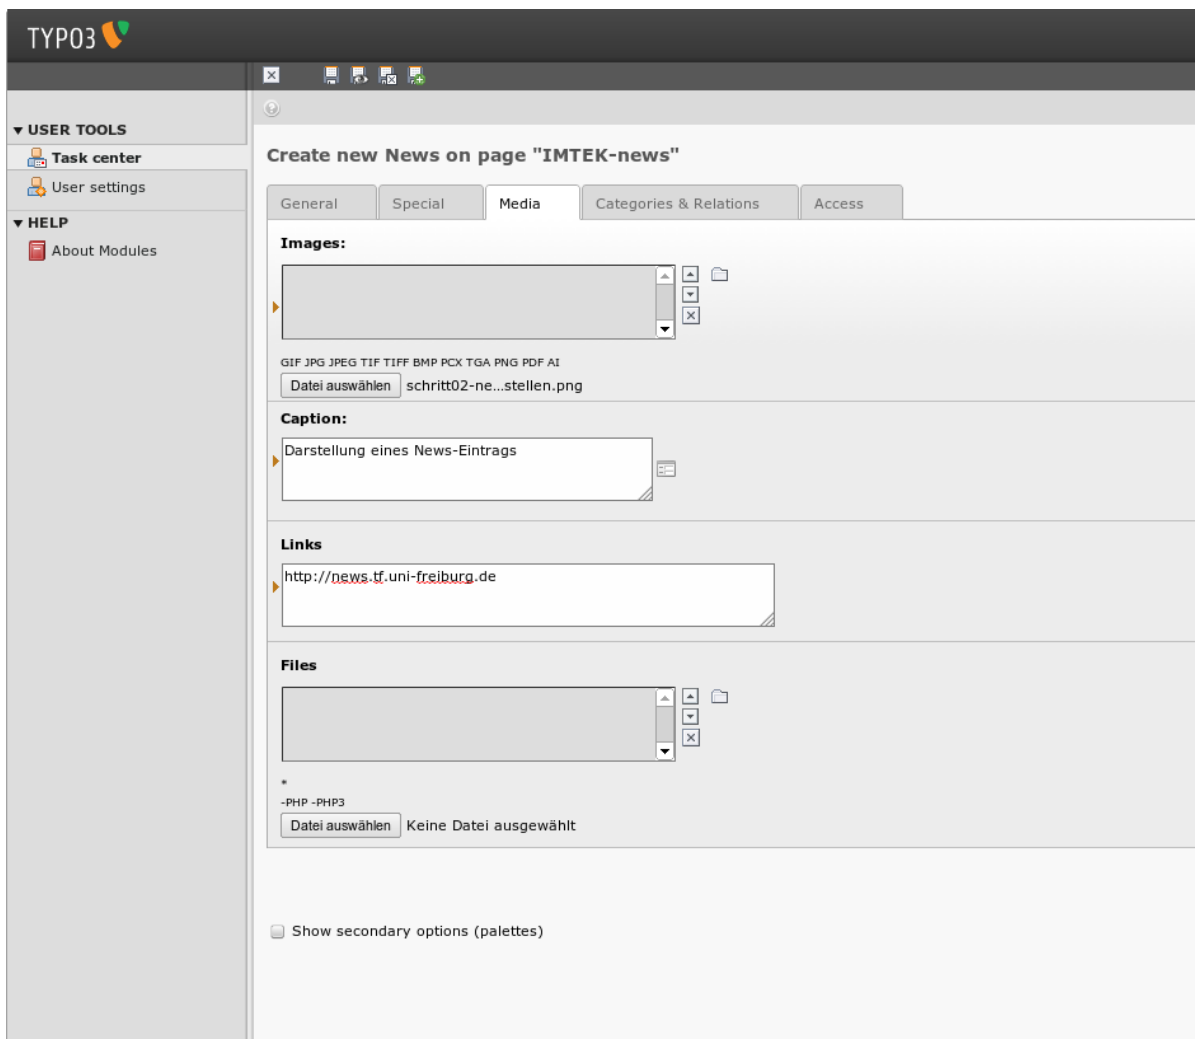 TYPO3
USER TOOLS
Task center
User settings
HELP
About Modules
Create new News on page "IMTEK-news"
General Special Media Categories & Relations Access
Images:
GIF JPG JPEG TIF TIFF BMP PCX TGA PNG PDF AI
Datei auswählen schritt02-ne...stellen.png
Caption:
Darstellung eines News-Eintrags
Links
http://news.tf.uni-freiburg.de
Files
*
-PHP -PHP3
Datei auswählen Keine Datei ausgewählt
Show secondary options (palettes)